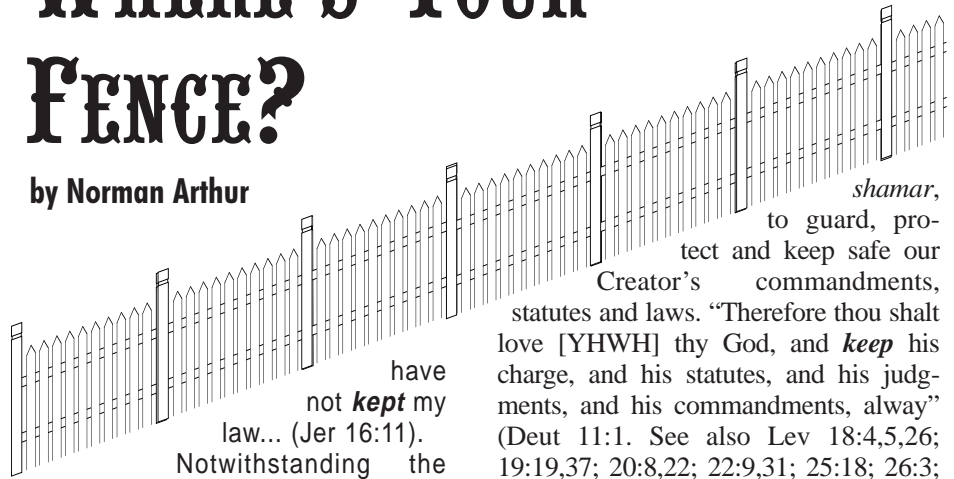 WHERE'S YOUR
FENCE?
by Norman Arthur
have
not kept my
law... (Jer 16:11).
Notwithstanding the
shamar,
to guard, pro-
tect and keep safe our
Creator's commandments,
statutes and laws. “Therefore thou shalt
love [YHWH] thy God, and keep his
charge, and his statutes, and his judg-
ments, and his commandments, alway”
(Deut 11:1. See also Lev 18:4,5,26;
19:19,37; 20:8,22; 22:9,31; 25:18; 26:3;